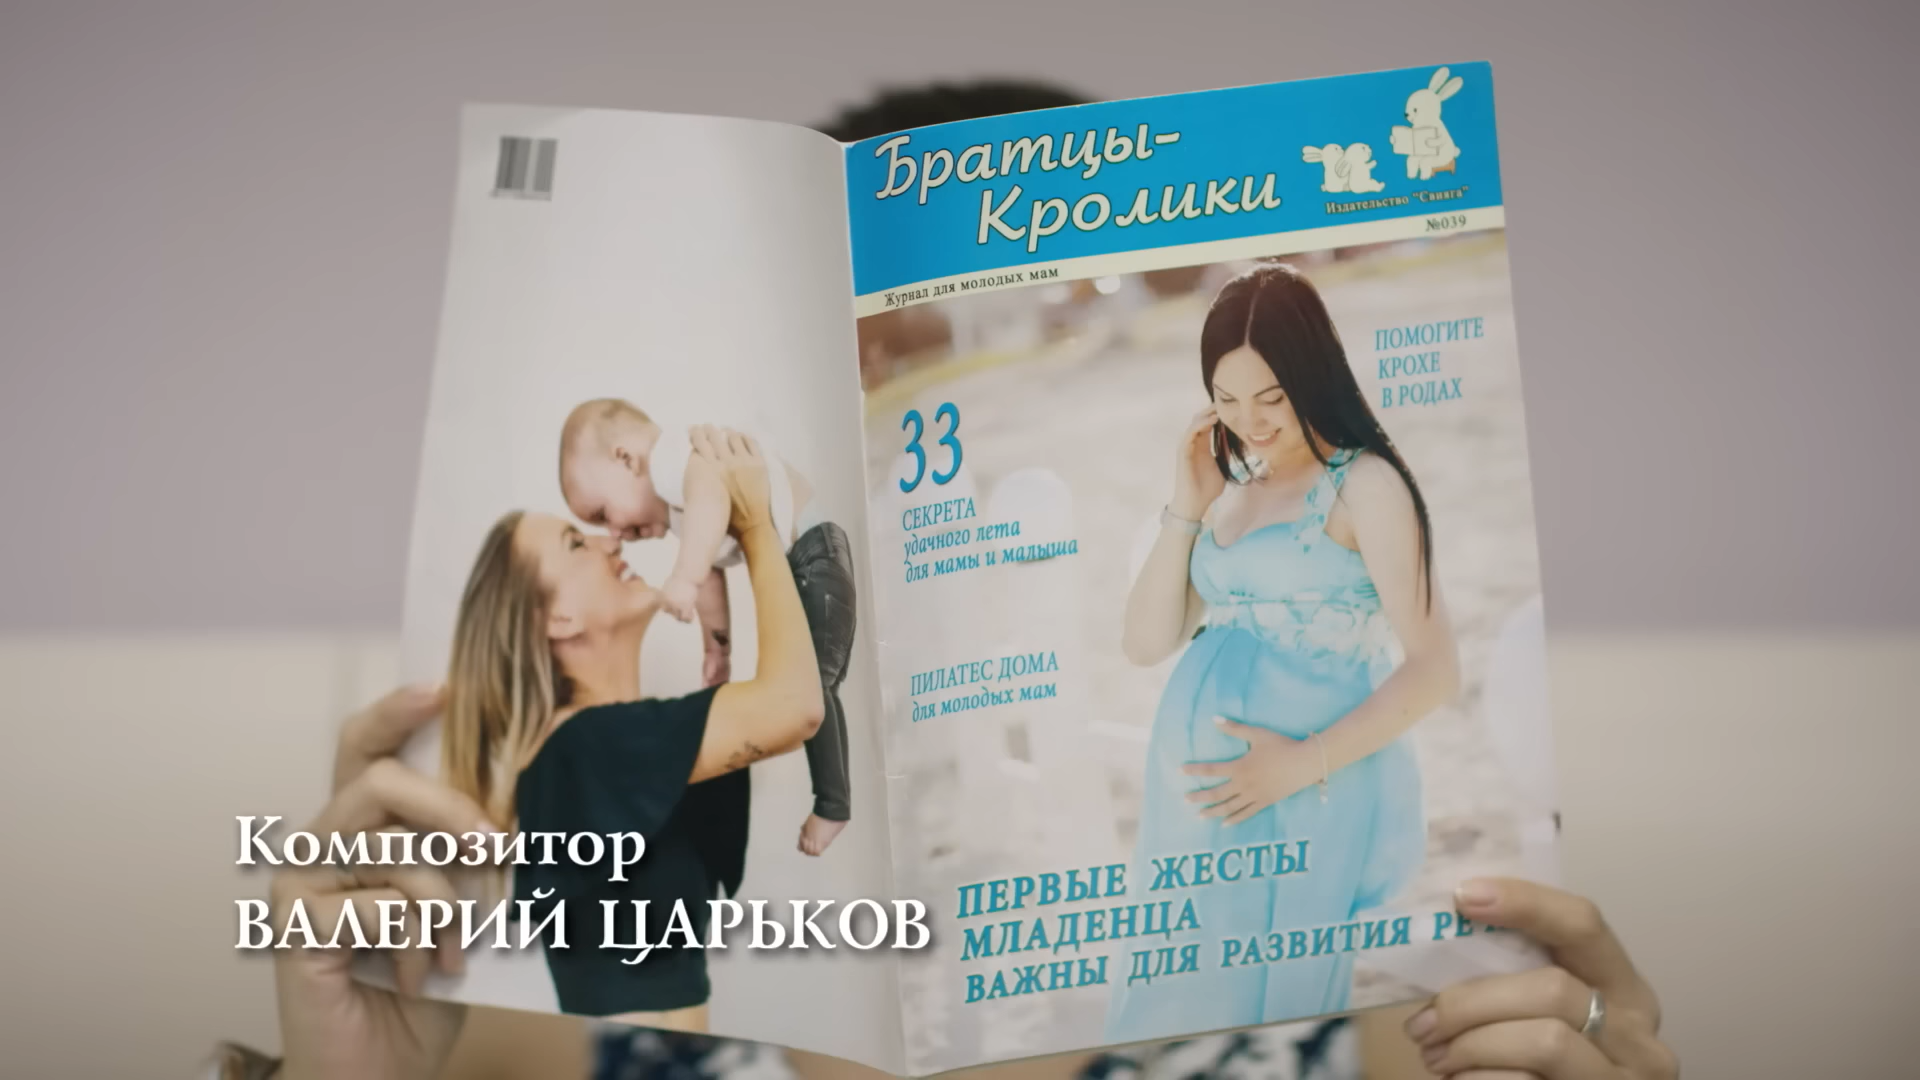 Братцы-
Кролики
Издательство "Свияга"
№039
Журнал для молодых мам
ПОМОГИТЕ
КРОХЕ
В РОДАХ
33
СЕКРЕТА
удачного лета
для мамы и малыша
ПИЛАТЕС ДОМА
для молодых мам
ПЕРВЫЕ ЖЕСТЫ
МЛАДЕНЦА
ВАЖНЫ ДЛЯ РАЗВИТИЯ
Композитор
ВАЛЕРИЙ ЦАРЬКОВ